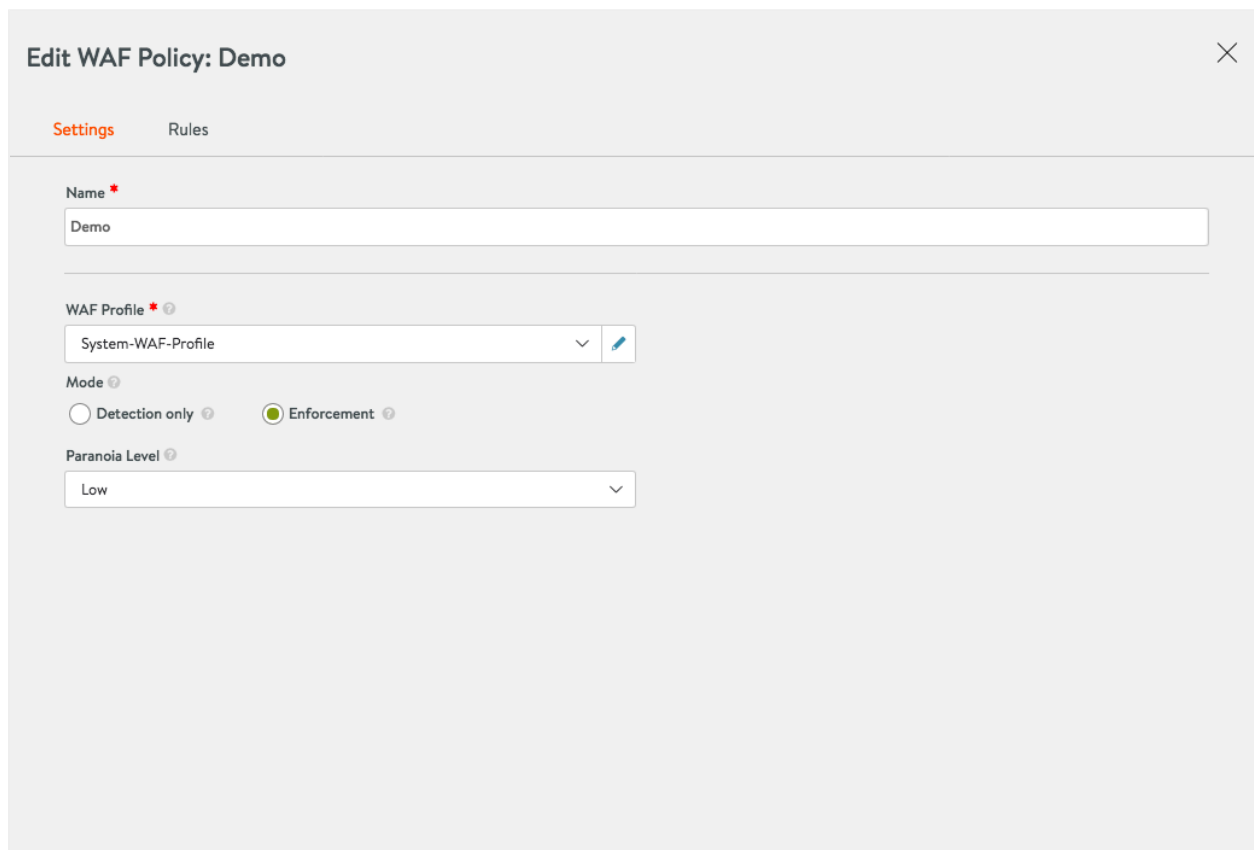 Edit WAF Policy: Demo
Settings Rules
Name *
Demo
WAF Profile * ?
System-WAF-Profile
Mode ?
Detection only ? Enforcement ?
Paranoia Level ?
Low